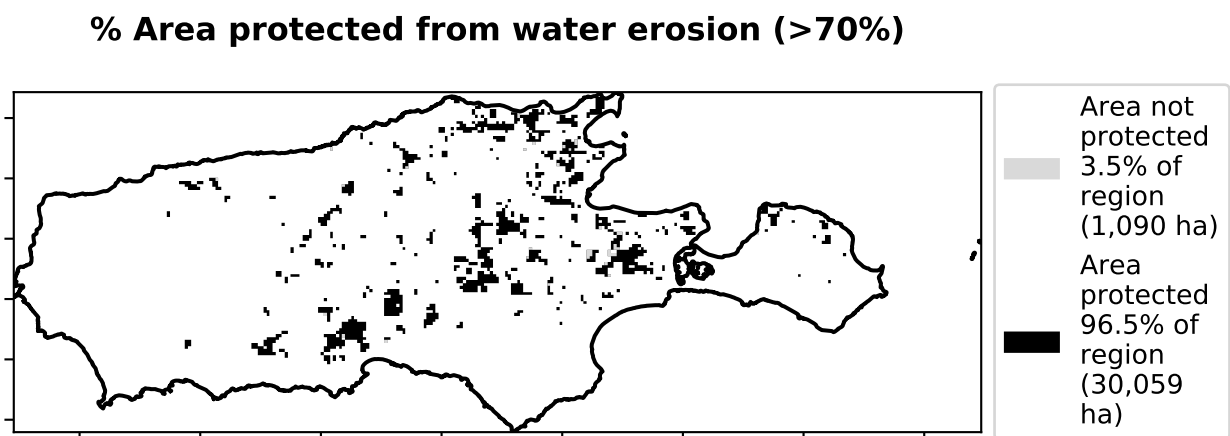 % Area protected from water erosion (>70%)
Area not
protected
3.5% of
region
(1,090 ha)
Area
protected
96.5% of
region
(30,059
ha)